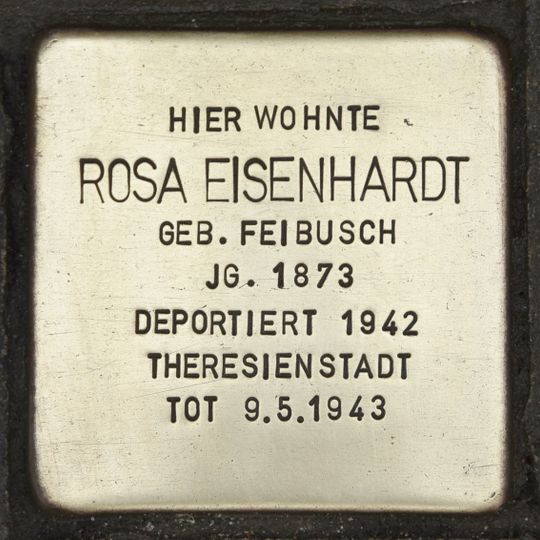 HIER WOHNTE
ROSA EISENHARDT
GEB. FEIBUSCH
JG. 1873
DEPORTIERT 1942
THERESIENSTADT
TOT 9.5.1943